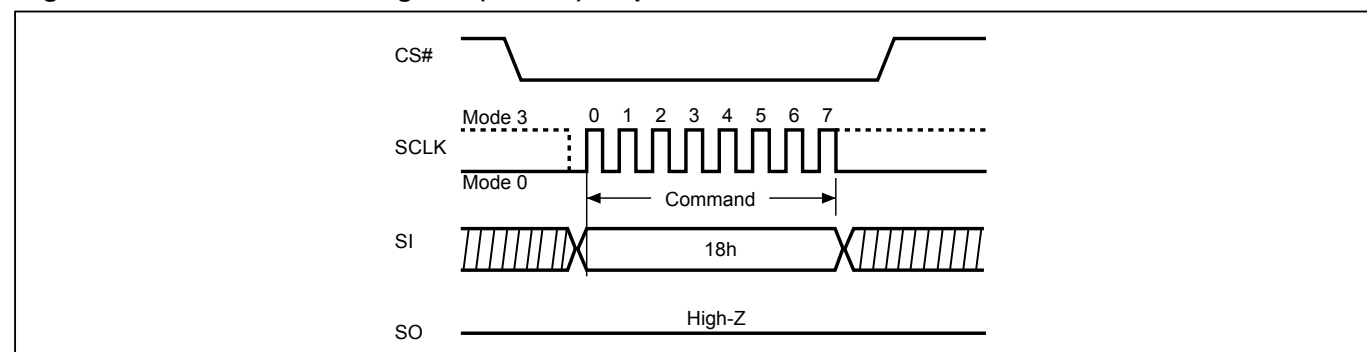 CS#
Mode 3
0 1 2 3 4 5 6 7
SCLK
Mode 0
Command
SI
18h
High-Z
SO